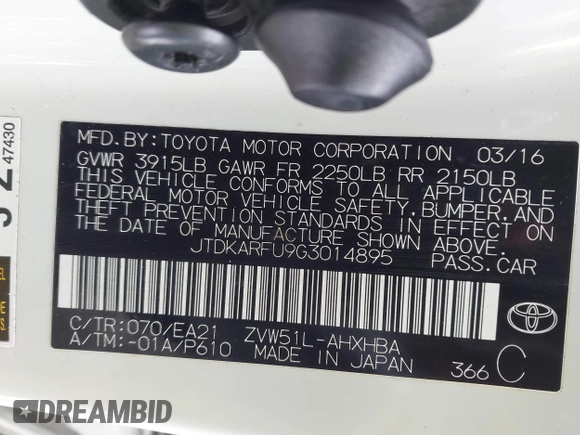 MFD. BY: TOYOTA MOTOR CORPORATION 03/16
GVWR 3915LB GAWR FR 2250LB RR 2150LB
THIS VEHICLE CONFORMS TO ALL APPLICABLE
FEDERAL MOTOR VEHICLE SAFETY, BUMPER, AND
THEFT PREVENTION STANDARDS IN EFFECT ON
THE DATE OF MANUFACTURE SHOWN ABOVE.
JTDKARFU9G3014895 PASS. CAR
C/TR: 070/EA21 ZVW51L-AHXHBA
A/TM: -01A/P610 MADE IN JAPAN 366 C
47430
DREAMBID